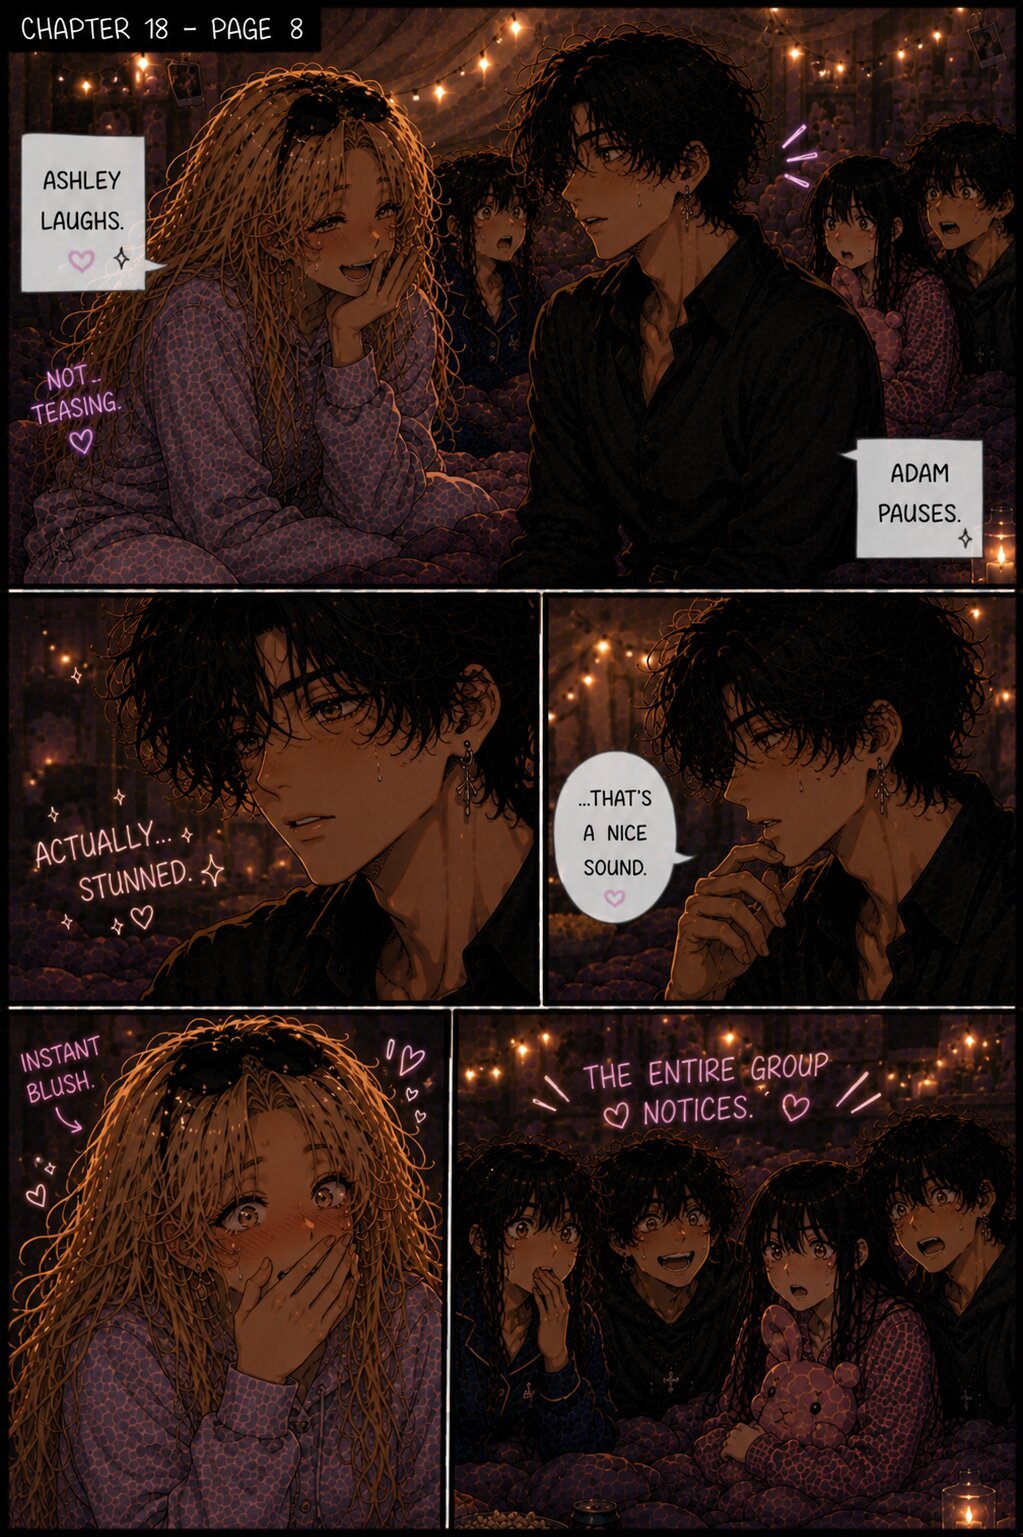 CHAPTER 18 - PAGE 8
ASHLEY
LAUGHS.
NOT..
TEASING.
ADAM
PAUSES.
ACTUALLY...
STUNNED.
...THAT'S
A NICE
SOUND.
INSTANT
BLUSH.
THE ENTIRE GROUP
NOTICES.